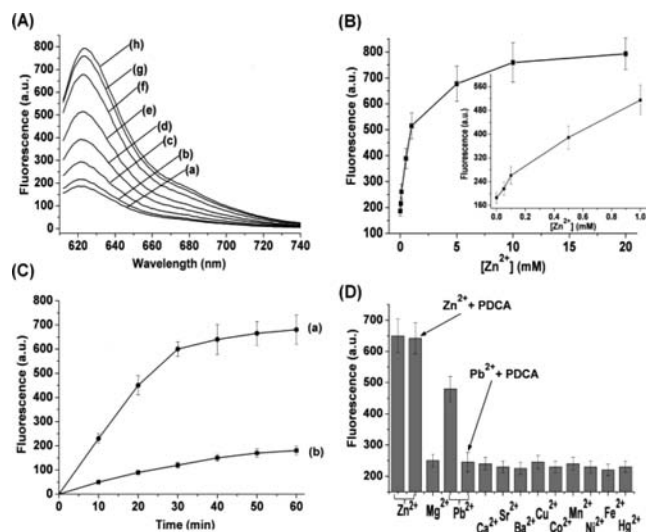 (A)
800
700
600
500
400
300
200
100
0
Fluorescence (a.u.)
620 640 660 680 700 720 740
Wavelength (nm)
(h)
(g)
(f)
(e)
(d)
(c)
(b)
(a)
(B)
900
800
700
600
500
400
300
200
100
Fluorescence (a.u.)
0 5 10 15 20
[Zn²⁺] (mM)
560
480
400
320
240
160
Fluorescence (a.u.)
0.0 0.2 0.4 0.6 0.8 1.0
[Zn²⁺] (mM)
(C)
800
700
600
500
400
300
200
100
0
Fluorescence (a.u.)
0 10 20 30 40 50 60
Time (min)
(a)
(b)
(D)
700
600
500
400
300
200
Fluorescence (a.u.)
Zn²⁺ + PDCA
Pb²⁺ + PDCA
Zn²⁺ Mg²⁺ Pb²⁺ Ca²⁺ Sr²⁺ Ba²⁺ Cu²⁺ Co²⁺ Mn²⁺ Ni²⁺ Fe²⁺ Hg²⁺